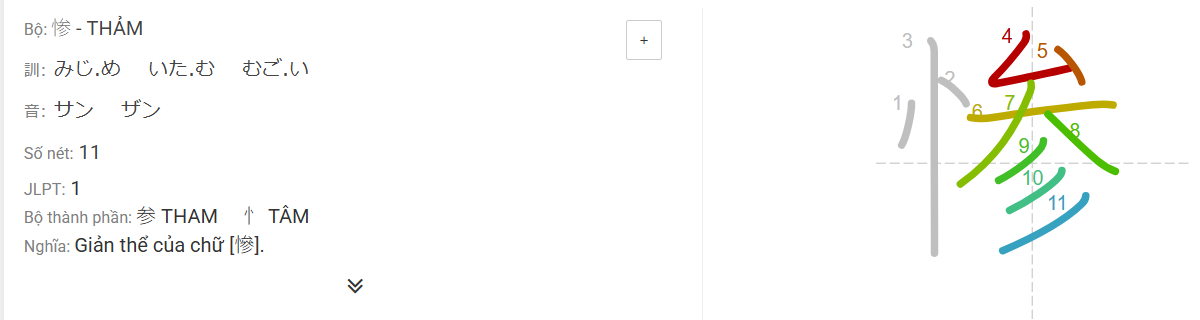 Bộ: 惨 - THẢM
+
訓: みじ.め いた.む むご.い
音: サン ザン
Số nét: 11
JLPT: 1
Bộ thành phần: 参 THAM 忄 TÂM
Nghĩa: Giản thể của chữ [慘].
1
2
3
4
5
6
7
8
9
10
11